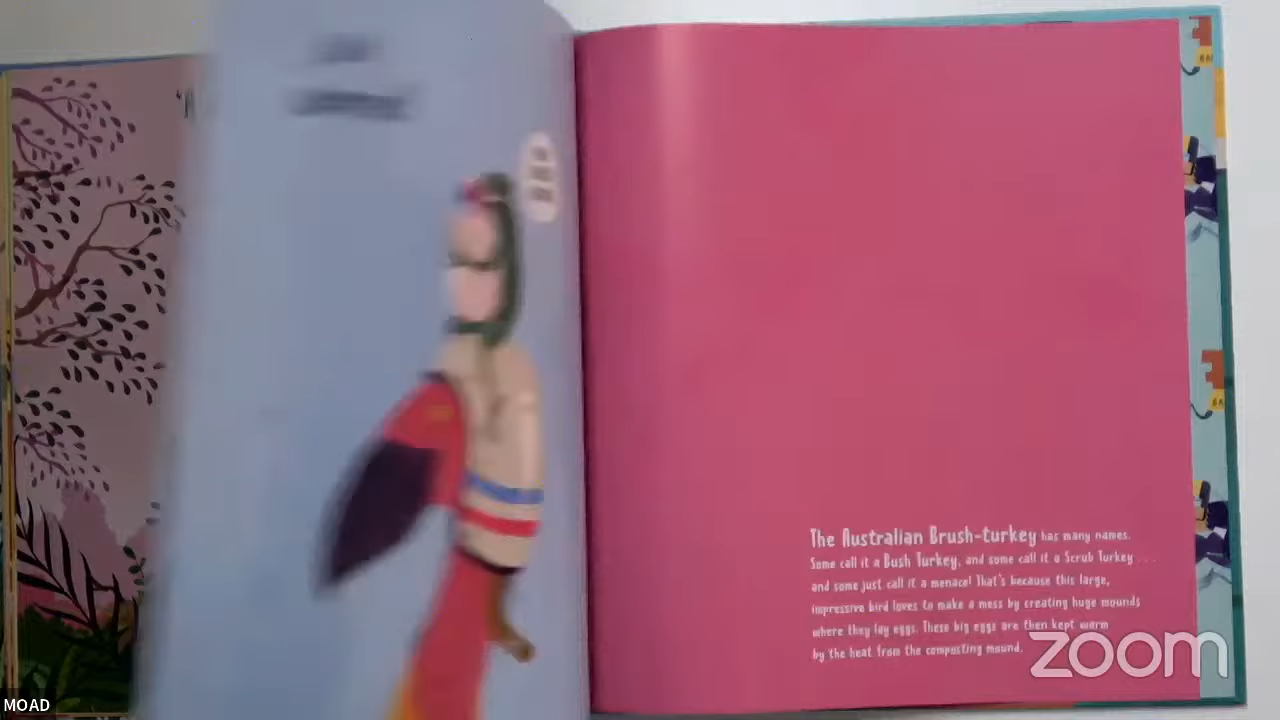 The Australian Brush-turkey has many names.
Some call it a Bush Turkey, and some call it a Scrub Turkey . . .
and some just call it a menace! That's because this large,
impressive bird loves to make a mess by creating huge mounds
where they lay eggs. These big eggs are then kept warm
by the heat from the composting mound.
zoom
MOAD